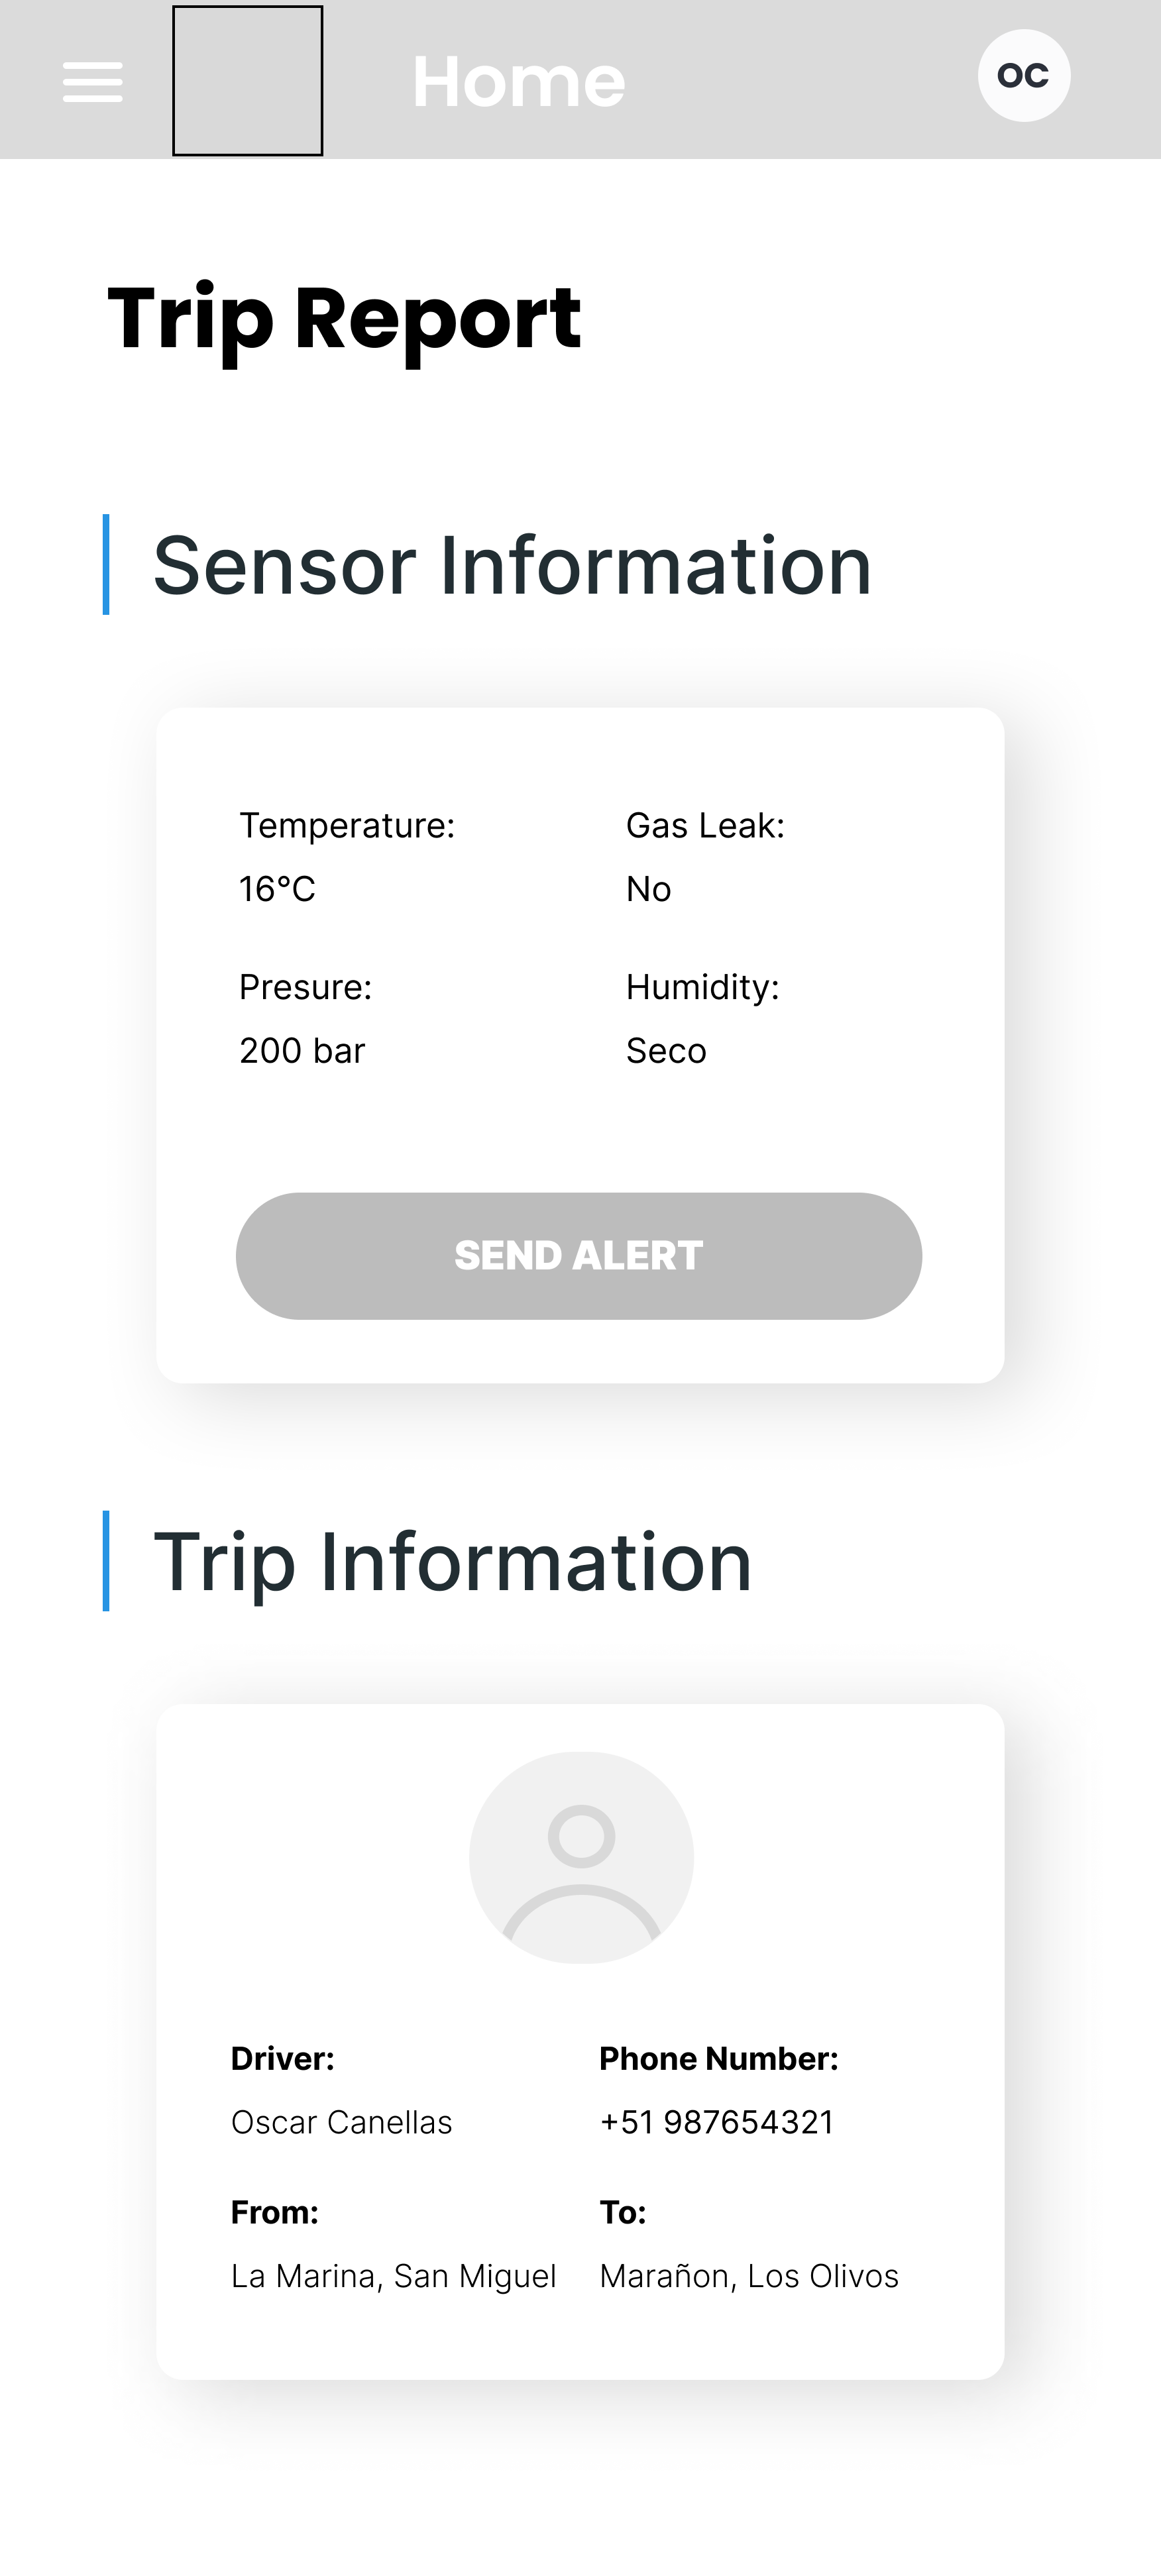 Home
OC
Trip Report
Sensor Information
Temperature:
Gas Leak:
16°C
No
Presure:
Humidity:
200 bar
Seco
SEND ALERT
Trip Information
Driver:
Phone Number:
Oscar Canellas
+51 987654321
From:
To:
La Marina, San Miguel
Marañon, Los Olivos